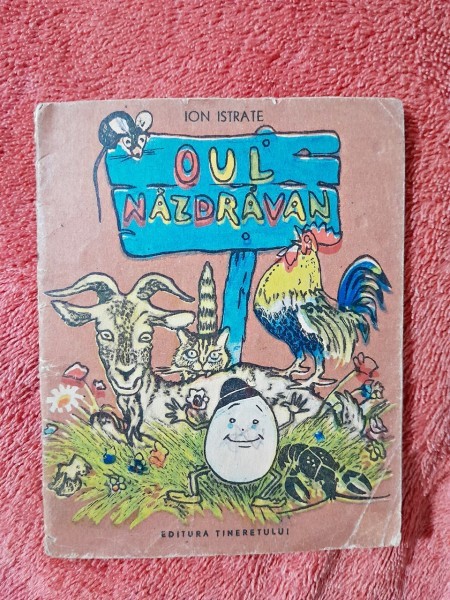 ION ISTRATE
OUL
NĂZDRĂVAN
EDITURA TINERETULUI